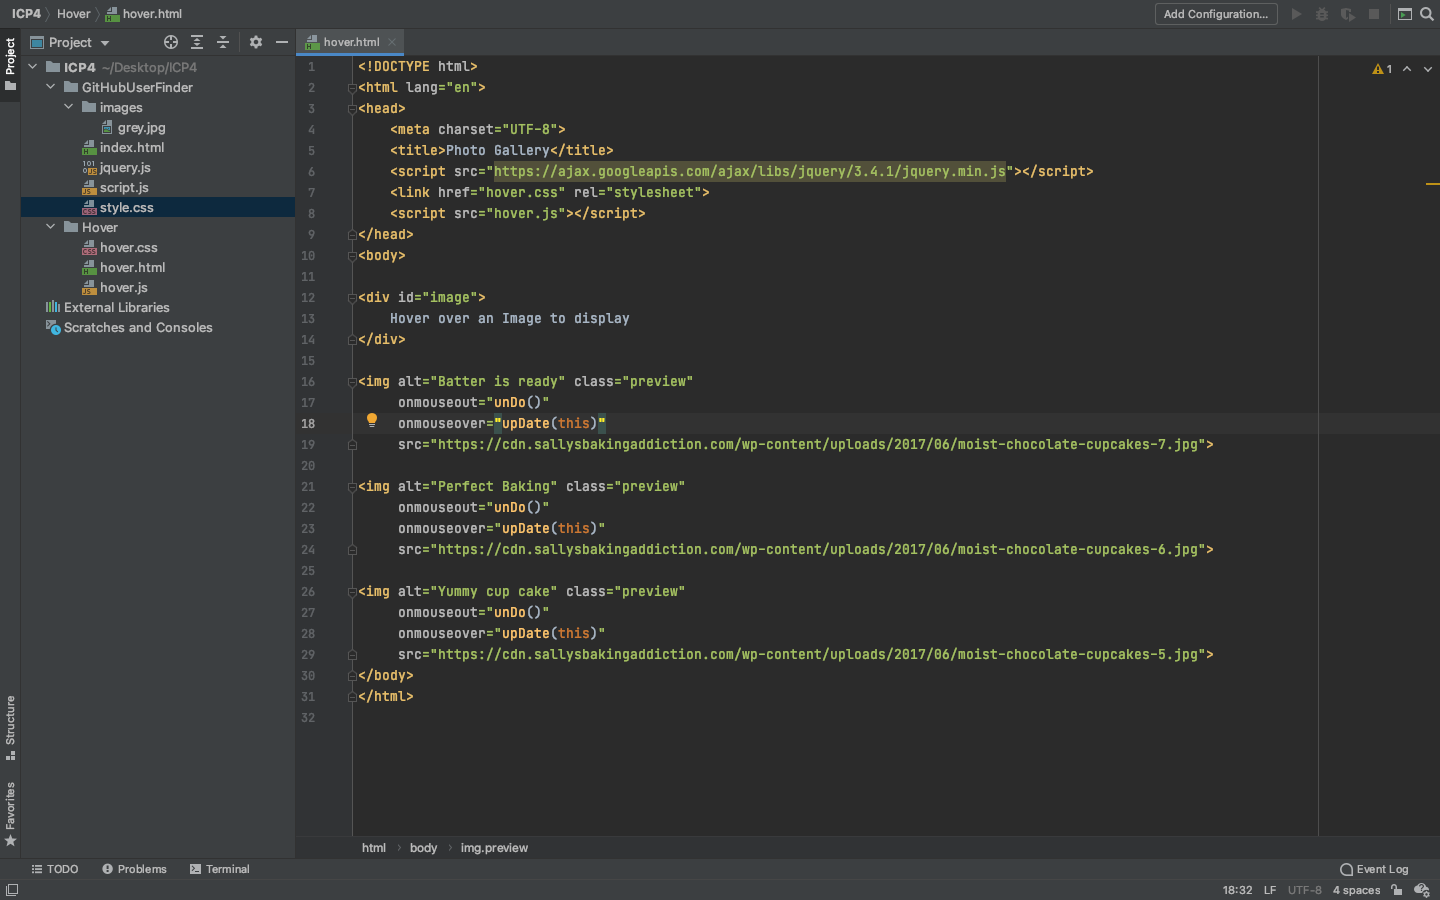 ICP4 Hover hover.html Add Configuration...
Project
Project
hover.html
ICP4 ~/Desktop/ICP4
GitHubUserFinder
images
grey.jpg
index.html
jquery.js
script.js
style.css
Hover
hover.css
hover.html
hover.js
External Libraries
Scratches and Consoles
1 <!DOCTYPE html>
2 <html lang="en">
3 <head>
4 <meta charset="UTF-8">
5 <title>Photo Gallery</title>
6 <script src="https://ajax.googleapis.com/ajax/libs/jquery/3.4.1/jquery.min.js"></script>
7 <link href="hover.css" rel="stylesheet">
8 <script src="hover.js"></script>
9 </head>
10 <body>
11
12 <div id="image">
13 Hover over an Image to display
14 </div>
15
16 <img alt="Batter is ready" class="preview"
17 onmouseout="unDo()"
18 onmouseover="upDate(this)"
19 src="https://cdn.sallysbakingaddiction.com/wp-content/uploads/2017/06/moist-chocolate-cupcakes-7.jpg">
20
21 <img alt="Perfect Baking" class="preview"
22 onmouseout="unDo()"
23 onmouseover="upDate(this)"
24 src="https://cdn.sallysbakingaddiction.com/wp-content/uploads/2017/06/moist-chocolate-cupcakes-6.jpg">
25
26 <img alt="Yummy cup cake" class="preview"
27 onmouseout="unDo()"
28 onmouseover="upDate(this)"
29 src="https://cdn.sallysbakingaddiction.com/wp-content/uploads/2017/06/moist-chocolate-cupcakes-5.jpg">
30 </body>
31 </html>
32
1
Structure
Favorites
html body img.preview
TODO Problems Terminal Event Log
18:32 LF UTF-8 4 spaces